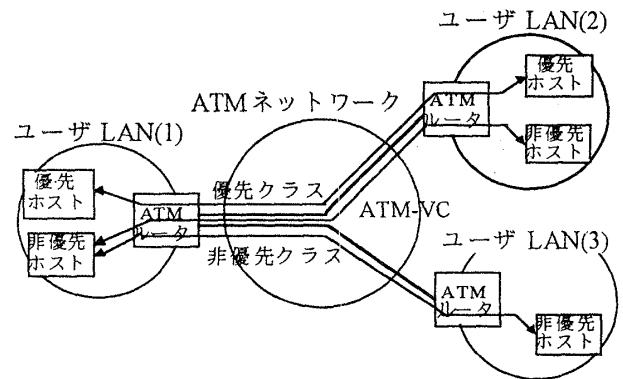 ユーザ LAN(2)
優先
ホスト
ATM
ルータ
非優先
ホスト
ATMネットワーク
ユーザ LAN(1)
優先
ホスト
優先クラス
ATM
ルータ
ATM-VC
非優先
ホスト
非優先クラス
ユーザ LAN(3)
ATM
ルータ
非優先
ホスト